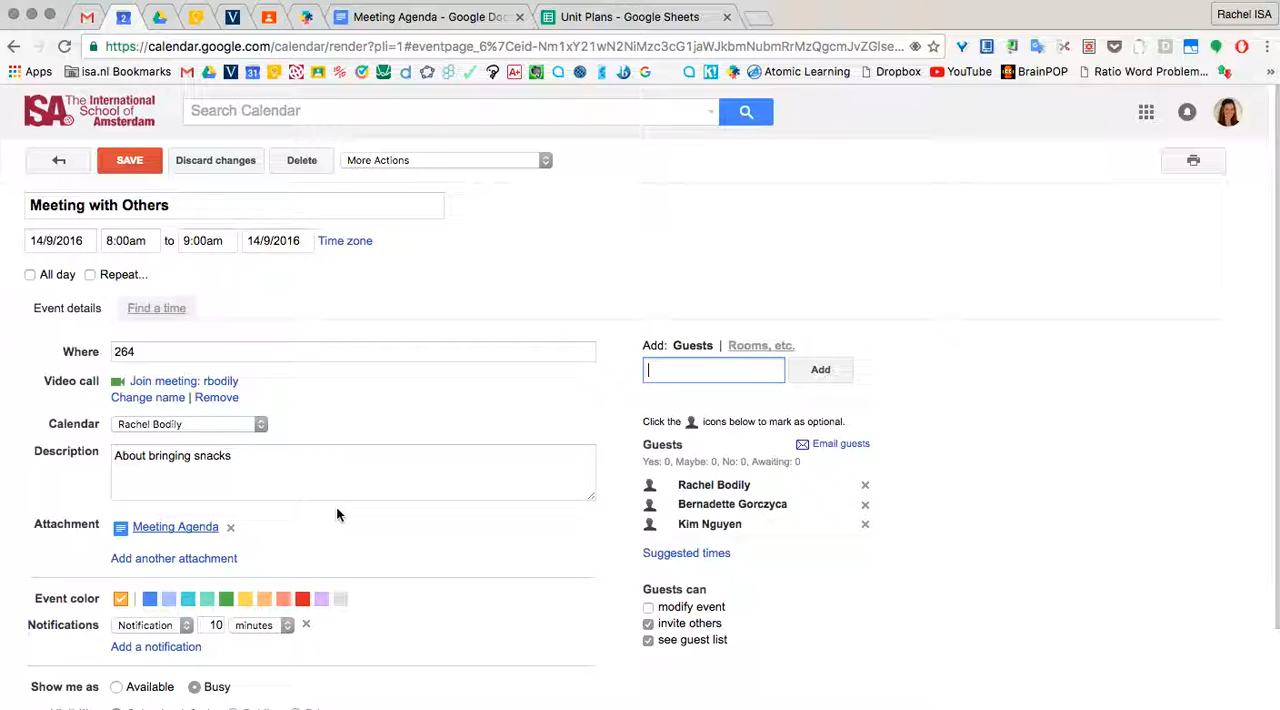 Meeting Agenda - Google Doc
Unit Plans - Google Sheets
Rachel ISA
https://calendar.google.com/calendar/render?pli=1#eventpage_6%7Ceid-Nm1xY21wN2NiMzc3cG1jaWJkbmNubmRrMzQgcmJvZGlse...
Apps
isa.nl Bookmarks
Atomic Learning
Dropbox
YouTube
BrainPOP
Ratio Word Problem...
ISA The International School of Amsterdam
Search Calendar
SAVE
Discard changes
Delete
More Actions
Meeting with Others
14/9/2016 8:00am to 9:00am 14/9/2016 Time zone
All day Repeat...
Event details Find a time
Where 264
Video call Join meeting: rbodily
Change name | Remove
Calendar Rachel Bodily
Description About bringing snacks
Attachment Meeting Agenda
Add another attachment
Event color
Notifications Notification 10 minutes
Add a notification
Show me as Available Busy
Add: Guests | Rooms, etc.
Add
Click the icons below to mark as optional.
Guests Email guests
Yes: 0, Maybe: 0, No: 0, Awaiting: 0
Rachel Bodily
Bernadette Gorczyca
Kim Nguyen
Suggested times
Guests can
modify event
invite others
see guest list